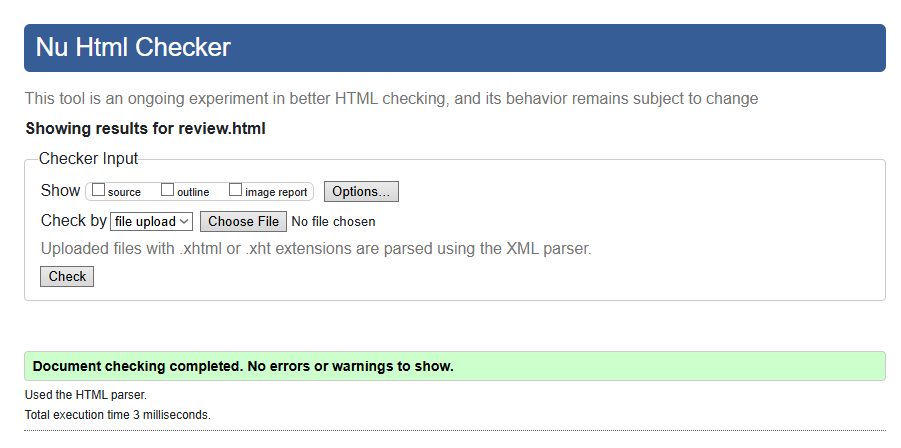 Nu Html Checker
This tool is an ongoing experiment in better HTML checking, and its behavior remains subject to change
Showing results for review.html
Checker Input
Show source outline image report Options...
Check by file upload Choose File No file chosen
Uploaded files with .xhtml or .xht extensions are parsed using the XML parser.
Check
Document checking completed. No errors or warnings to show.
Used the HTML parser.
Total execution time 3 milliseconds.